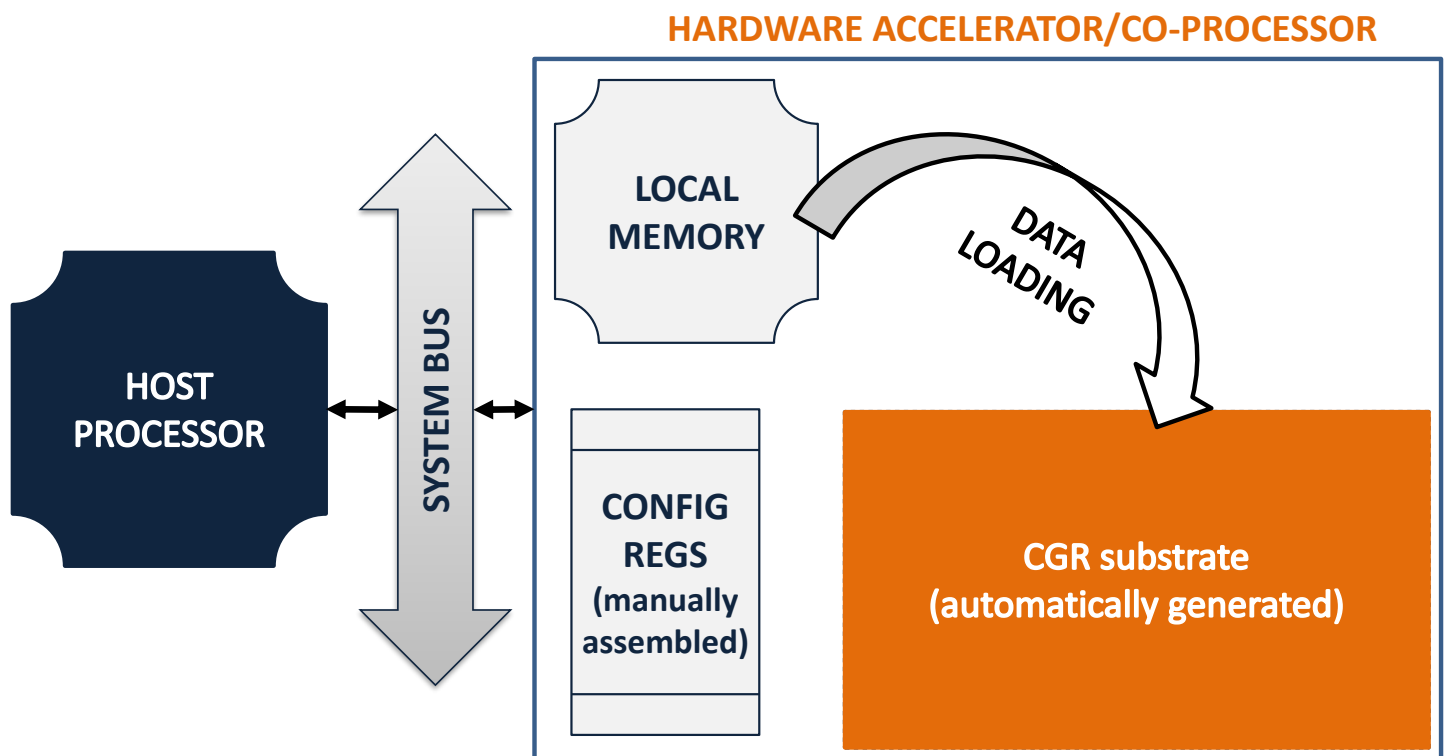 HARDWARE ACCELERATOR/CO-PROCESSOR
LOCAL
MEMORY
DATA
LOADING
HOST
PROCESSOR
SYSTEM BUS
CONFIG
REGS
(manually
assembled)
CGR substrate
(automatically generated)